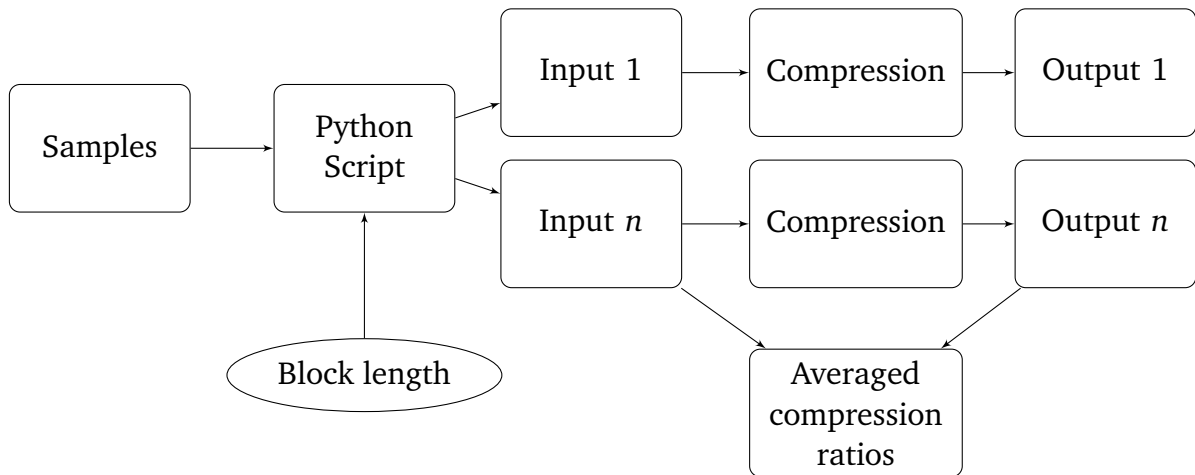 Samples
Python
Script
Input 1
Compression
Output 1
Input n
Compression
Output n
Block length
Averaged
compression
ratios